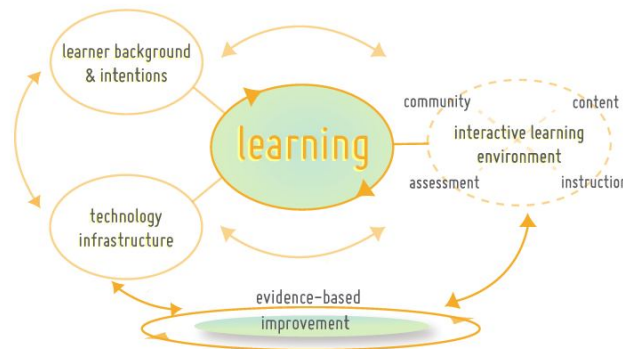 learner background
& intentions
learning
community
content
interactive learning
environment
assessment
instruction
technology
infrastructure
evidence-based
improvement